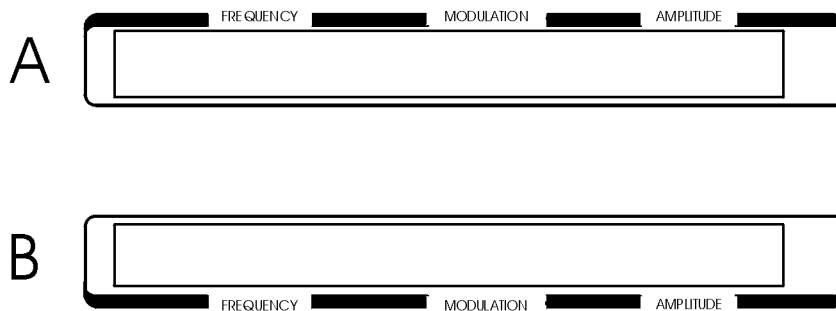 FREQUENCY MODULATION AMPLITUDE
A
B
FREQUENCY MODULATION AMPLITUDE